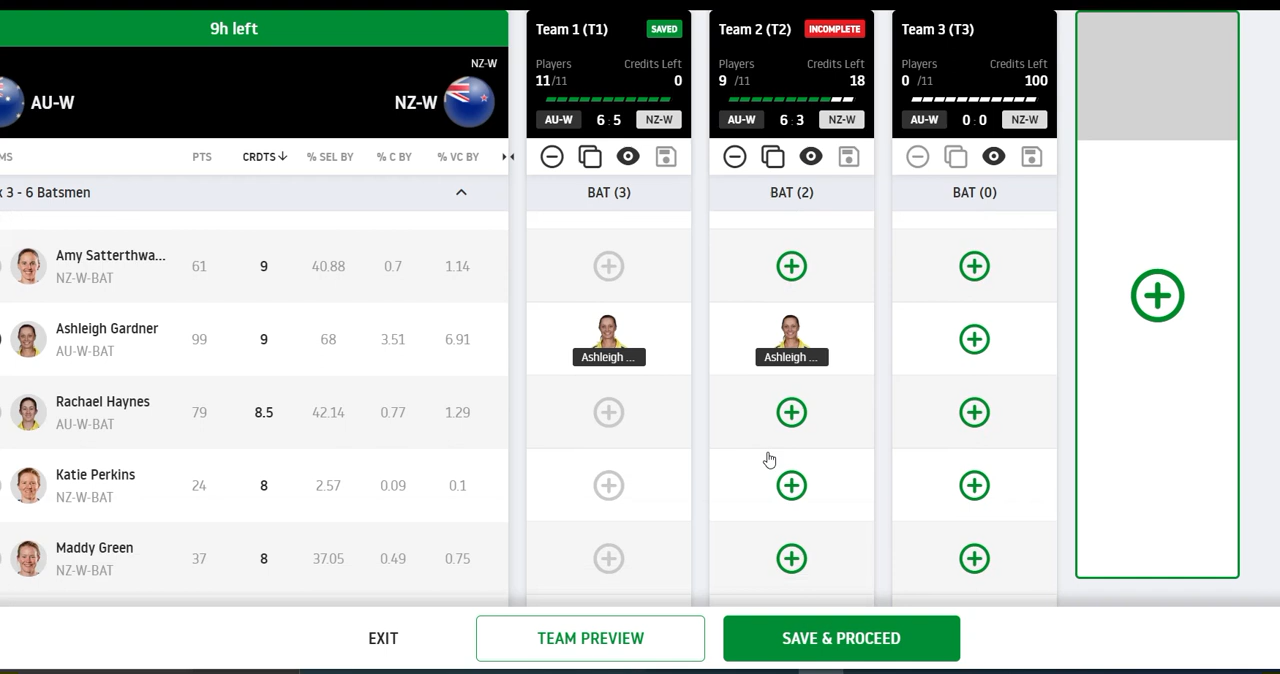 9h left
NZ-W
AU-W
NZ-W
Team 1 (T1) SAVED
Players Credits Left
11/11 0
AU-W 6 : 5 NZ-W
Team 2 (T2) INCOMPLETE
Players Credits Left
9 /11 18
AU-W 6 : 3 NZ-W
Team 3 (T3)
Players Credits Left
0 /11 100
AU-W 0 : 0 NZ-W
MS PTS CRDTS % SEL BY % C BY % VC BY
3 - 6 Batsmen BAT (3) BAT (2) BAT (0)
Amy Satterthwa...
NZ-W-BAT
61 9 40.88 0.7 1.14
Ashleigh Gardner
AU-W-BAT
99 9 68 3.51 6.91
Ashleigh ... Ashleigh ...
Rachael Haynes
AU-W-BAT
79 8.5 42.14 0.77 1.29
Katie Perkins
NZ-W-BAT
24 8 2.57 0.09 0.1
Maddy Green
NZ-W-BAT
37 8 37.05 0.49 0.75
EXIT TEAM PREVIEW SAVE & PROCEED